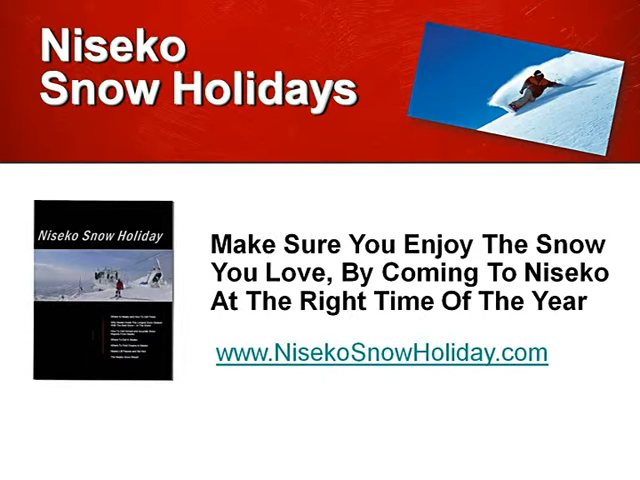 Niseko
Snow Holidays
Niseko Snow Holiday
Make Sure You Enjoy The Snow
You Love, By Coming To Niseko
At The Right Time Of The Year
www.NisekoSnowHoliday.com